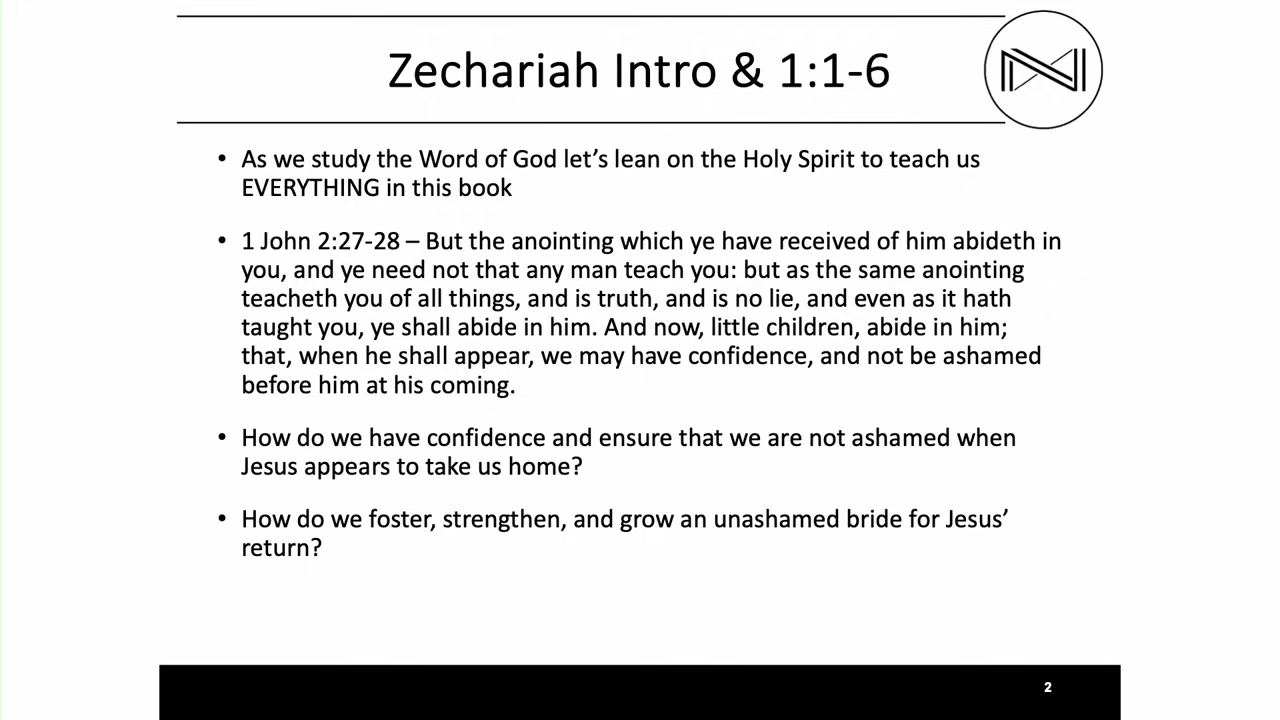 Zechariah Intro & 1:1-6
• As we study the Word of God let’s lean on the Holy Spirit to teach us
EVERYTHING in this book
• 1 John 2:27-28 – But the anointing which ye have received of him abideth in
you, and ye need not that any man teach you: but as the same anointing
teacheth you of all things, and is truth, and is no lie, and even as it hath
taught you, ye shall abide in him. And now, little children, abide in him;
that, when he shall appear, we may have confidence, and not be ashamed
before him at his coming.
• How do we have confidence and ensure that we are not ashamed when
Jesus appears to take us home?
• How do we foster, strengthen, and grow an unashamed bride for Jesus’
return?
2